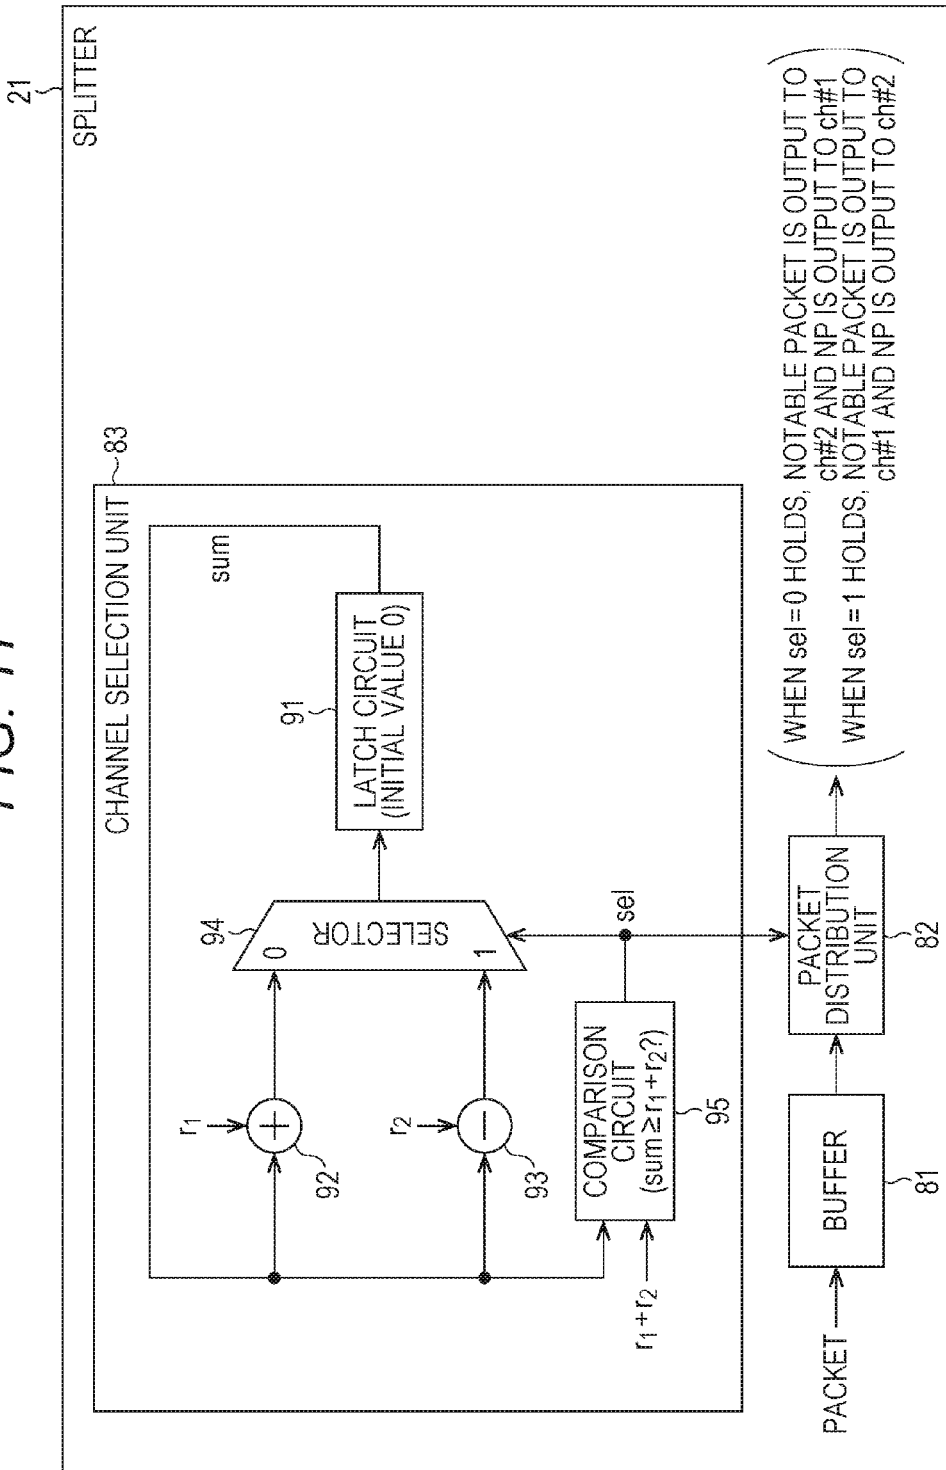 FIG. 11
21
SPLITTER
83
CHANNEL SELECTION UNIT
sum
r1
92
r2
93
94
0
SELECTOR
1
91
LATCH CIRCUIT
(INITIAL VALUE 0)
r1+r2
COMPARISON
CIRCUIT
(sum ≥ r1+r2?)
95
sel
PACKET
BUFFER
81
PACKET
DISTRIBUTION
UNIT
82
WHEN sel=0 HOLDS, NOTABLE PACKET IS OUTPUT TO
ch#2 AND NP IS OUTPUT TO ch#1
WHEN sel=1 HOLDS, NOTABLE PACKET IS OUTPUT TO
ch#1 AND NP IS OUTPUT TO ch#2